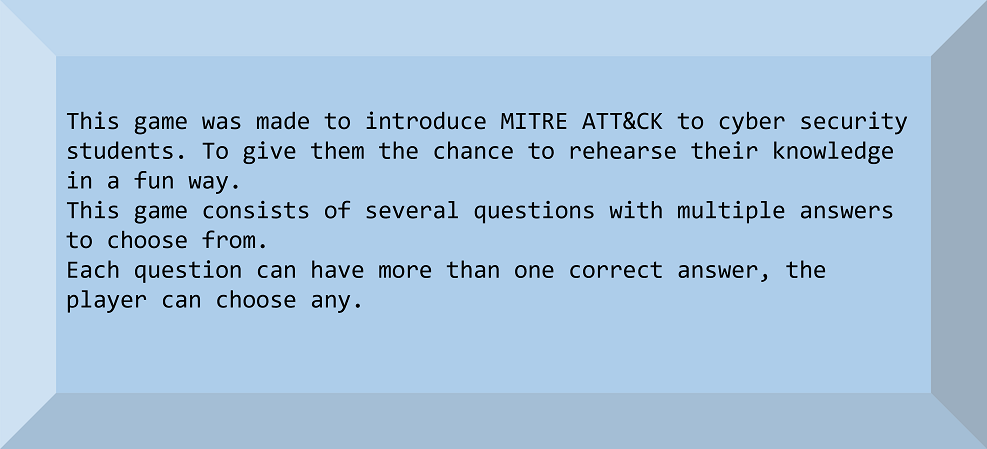 This game was made to introduce MITRE ATT&CK to cyber security
students. To give them the chance to rehearse their knowledge
in a fun way.
This game consists of several questions with multiple answers
to choose from.
Each question can have more than one correct answer, the
player can choose any.